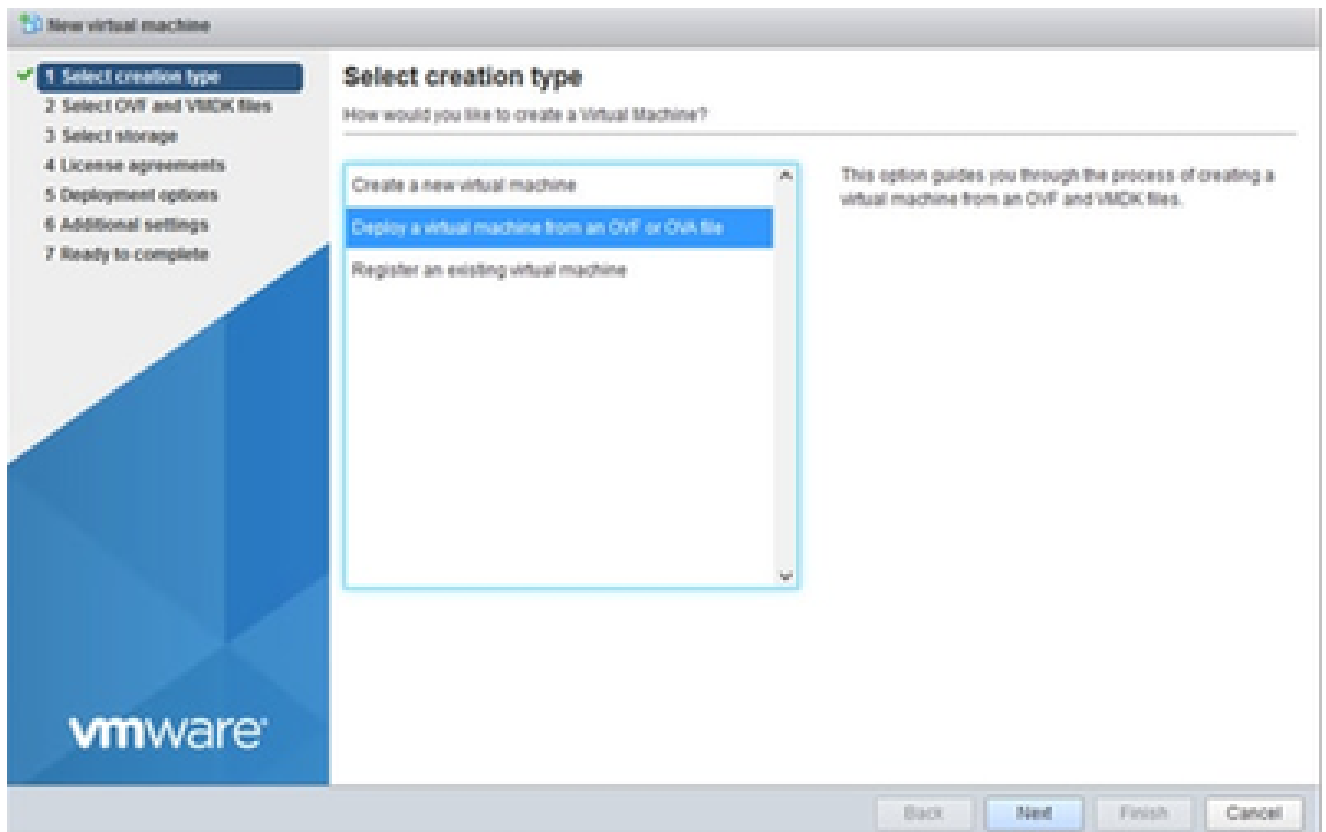 New virtual machine
1 Select creation type
2 Select OVF and VMDK files
3 Select storage
4 License agreements
5 Deployment options
6 Additional settings
7 Ready to complete
vmware
Select creation type
How would you like to create a Virtual Machine?
Create a new virtual machine
Deploy a virtual machine from an OVF or OVA file
Register an existing virtual machine
This option guides you through the process of creating a
virtual machine from an OVF and VMDK files.
Back
Next
Finish
Cancel